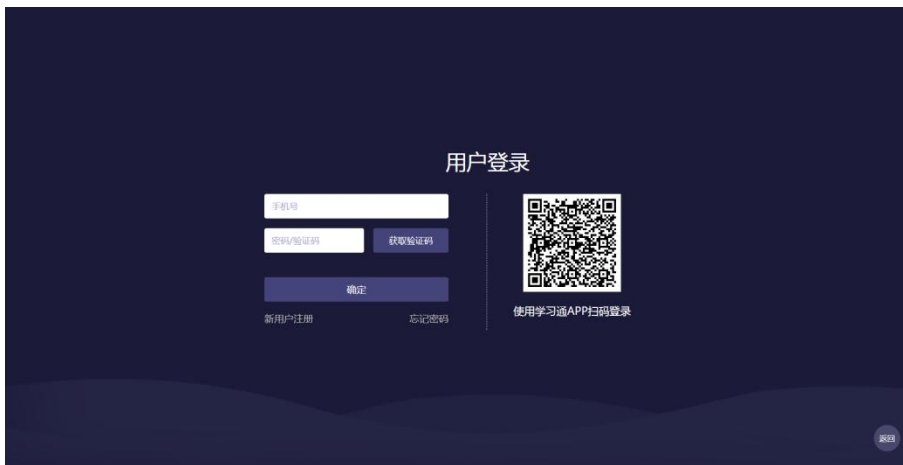 用户登录
手机号
密码/验证码
获取验证码
确定
新用户注册
忘记密码
使用学习通APP扫码登录
返回